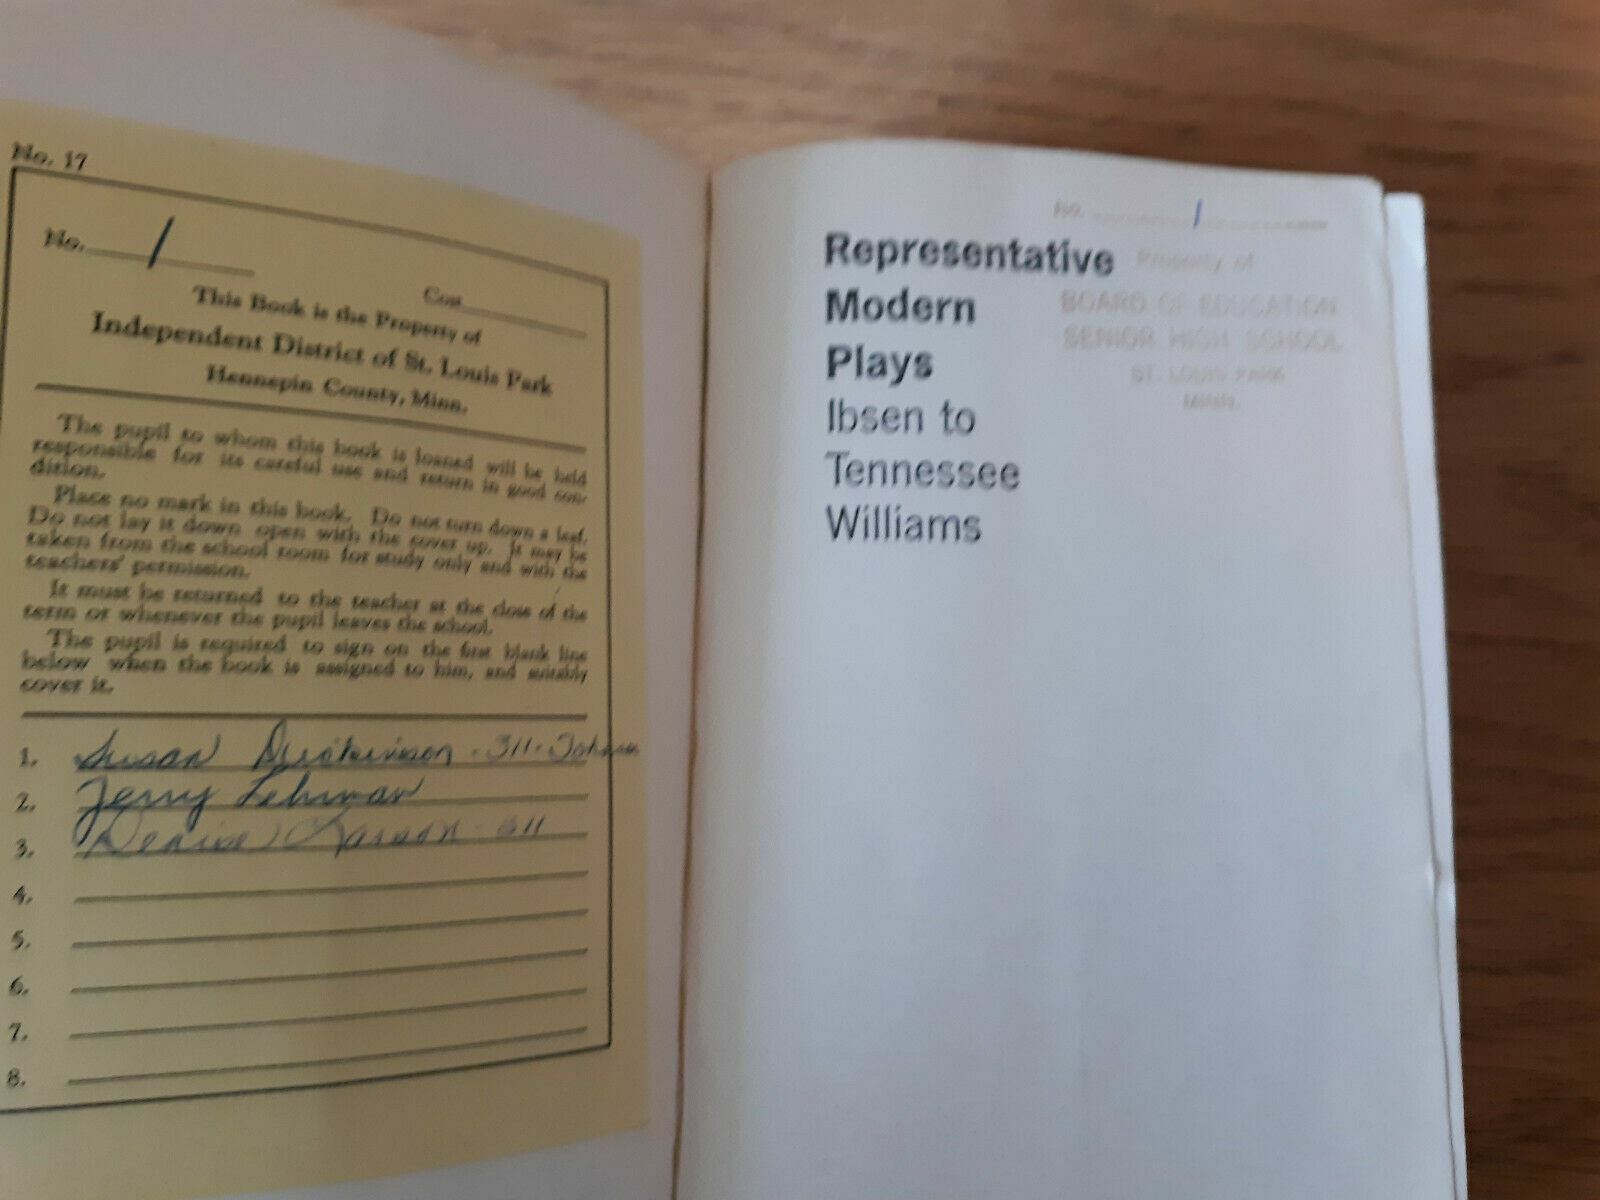 No. 17
No. 1
Cost
This Book is the Property of
Independent District of St. Louis Park
Hennepin County, Minn.
The pupil to whom this book is loaned will be held
responsible for its careful use and return in good con-
dition.
Place no mark in this book. Do not turn down a leaf.
Do not lay it down open with the cover up. It may be
taken from the school room for study only and with the
teachers' permission.
It must be returned to the teacher at the close of the
term or whenever the pupil leaves the school.
The pupil is required to sign on the first blank line
below when the book is assigned to him, and suitably
cover it.
1. Susan Dickinson - 311 - Johnson
2. Jerry Lehman
3. Denise Larson - 311
4.
5.
6.
7.
8.
No. 1
Property of
BOARD OF EDUCATION
SENIOR HIGH SCHOOL
ST. LOUIS PARK
MINN.
Representative
Modern
Plays
Ibsen to
Tennessee
Williams